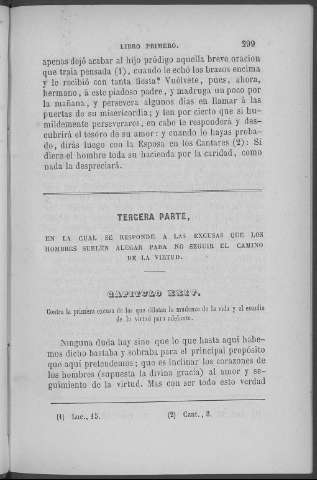 LIBRO PRIMERO. 299
apenas dejó acabar al hijo pródigo aquella breve oracion
que traia pensada (1), cuando le echó los brazos encima
y le recibió con tanta fiesta? Vuélvete, pues, ahora,
hermano, á este piadoso padre, y madruga un poco por
la mañana, y persevera algunos dias en llamar á las
puertas de su misericordia; y ten por cierto que si hu-
mildemente perseverares, en cabo te responderá y des-
cubrirá el tesoro de su amor: y cuando lo hayas proba-
do, dirás luego con la Esposa en los Cantares (2): Si
diere el hombre toda su hacienda por la caridad, como
nada la despreciará.
TERCERA PARTE,
EN LA CUAL SE RESPONDE A LAS EXCUSAS QUE LOS
HOMBRES SUELEN ALEGAR PARA NO SEGUIR EL CAMINO
DE LA VIRTUD.
CAPITULO XXIV.
Contra la primera excusa de los que dilatan la mudanza de la vida y el estudio
de la virtud para adelante.
Ninguna duda hay sino que lo que hasta aquí habe-
mos dicho bastaba y sobraba para el principal propósito
que aquí pretendemos; que es inclinar los corazones de
los hombres (supuesta la divina gracia) al amor y se-
guimiento de la virtud. Mas con ser todo esto verdad
(1) Luc., 15. (2) Cant., 8.